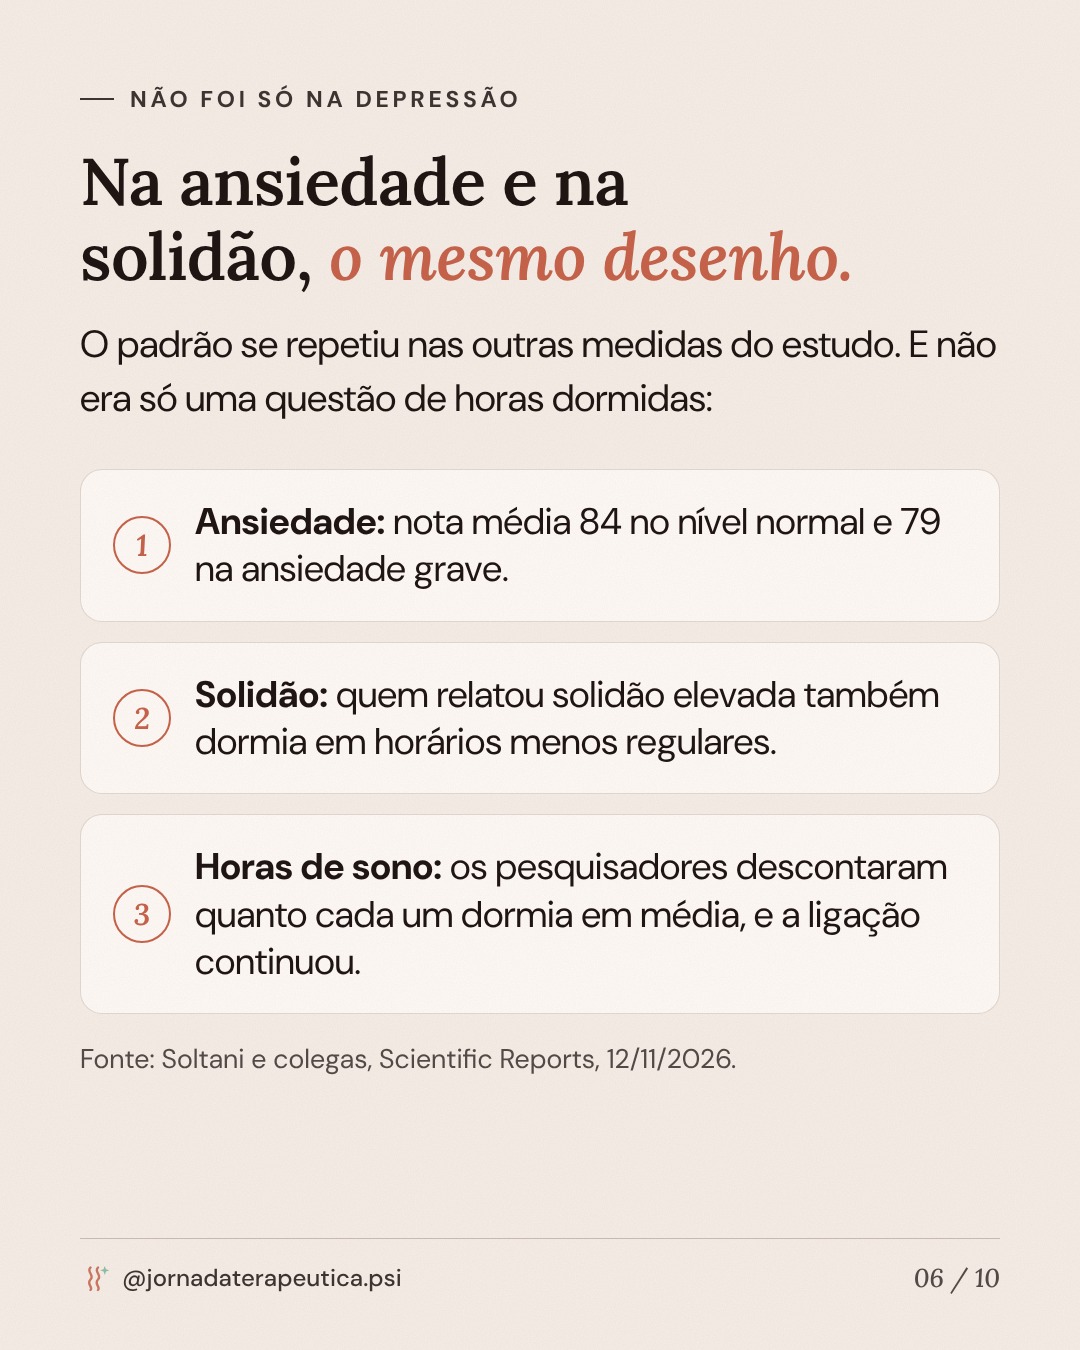 NÃO FOI SÓ NA DEPRESSÃO
Na ansiedade e na
solidão, o mesmo desenho.
O padrão se repetiu nas outras medidas do estudo. E não
era só uma questão de horas dormidas:
1
Ansiedade: nota média 84 no nível normal e 79
na ansiedade grave.
2
Solidão: quem relatou solidão elevada também
dormia em horários menos regulares.
3
Horas de sono: os pesquisadores descontaram
quanto cada um dormia em média, e a ligação
continuou.
Fonte: Soltani e colegas, Scientific Reports, 12/11/2026.
@jornadaterapeutica.psi
06 / 10